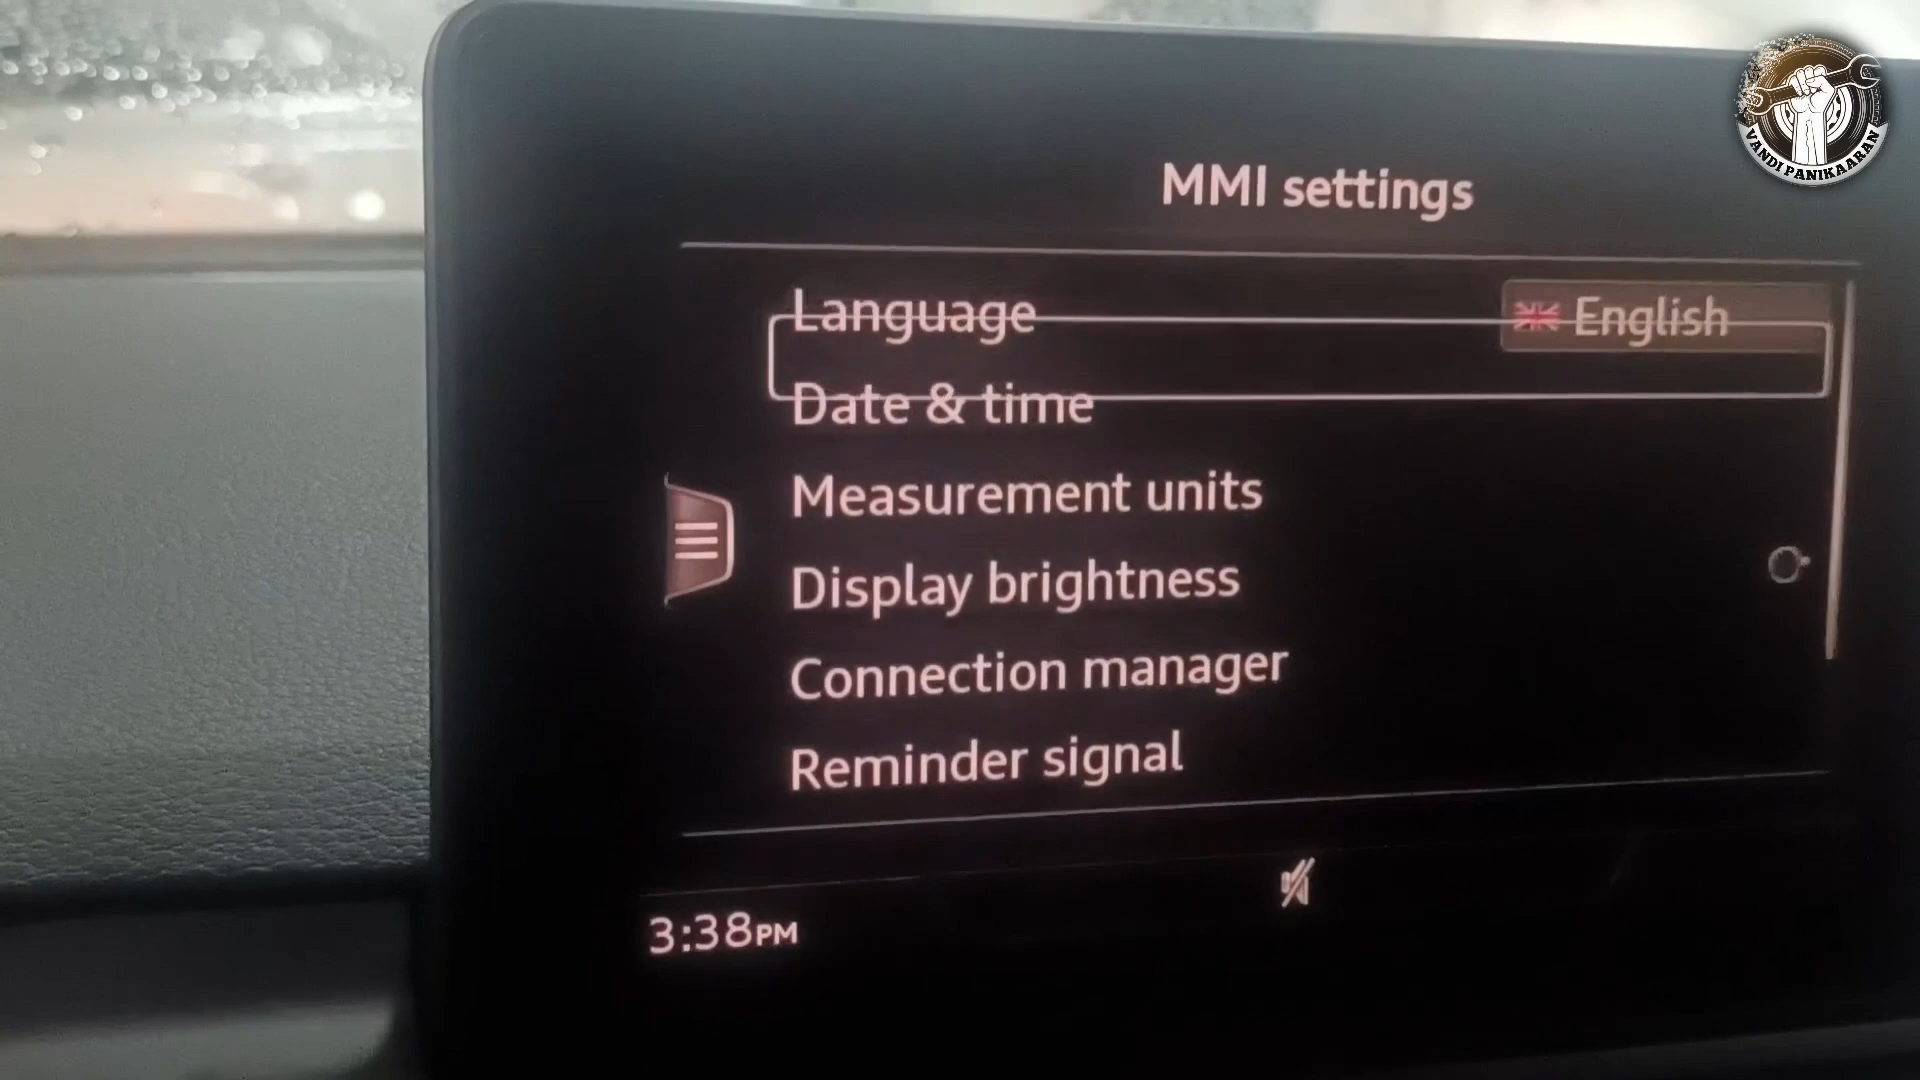 VANDI PANIKAARAN
MMI settings
Language English
Date & time
Measurement units
Display brightness
Connection manager
Reminder signal
3:38PM